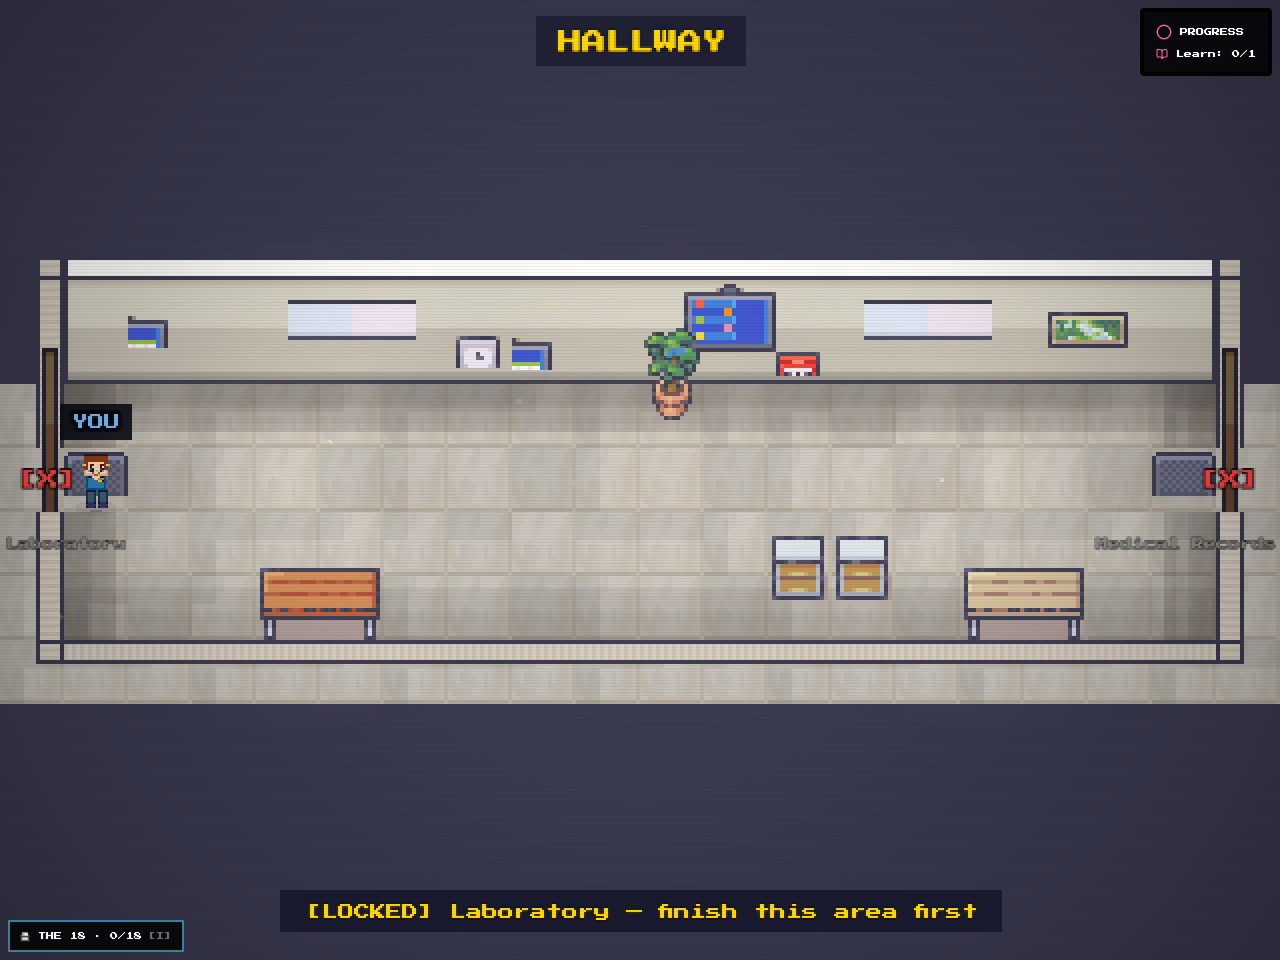 HALLWAY
PROGRESS
Learn: 0/1
YOU
[X]
[X]
Laboratory
Medical Records
[LOCKED] Laboratory — finish this area first
THE 18 · 0/18 [I]